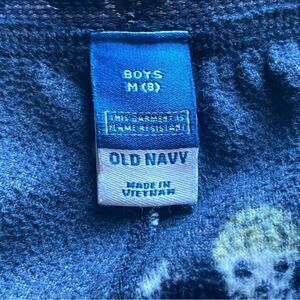 BOYS
M (8)
THIS GARMENT IS
FLAME RESISTANT
OLD NAVY
MADE IN
VIETNAM